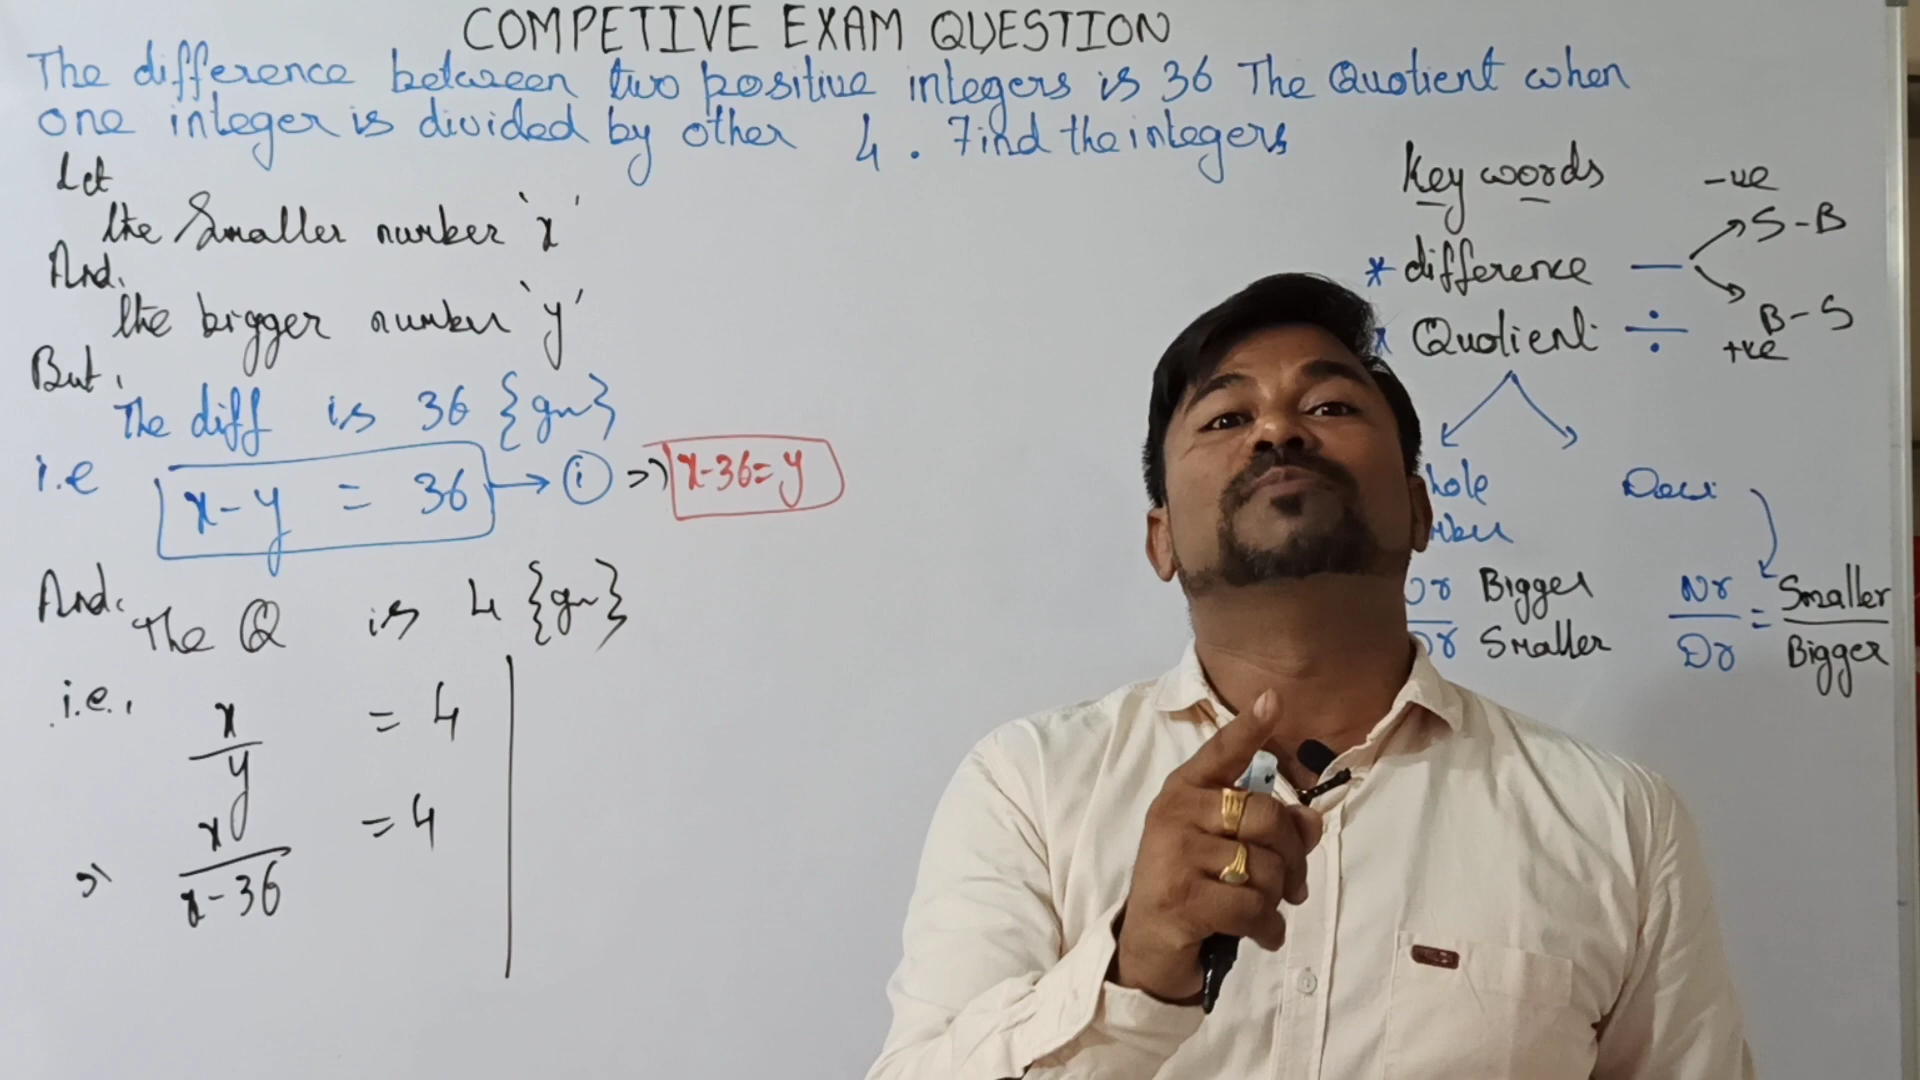 COMPETIVE EXAM QUESTION
The difference between two positive integers is 36 The Quotient when
one integer is divided by other 4. Find the integers
Let
the Smaller number 'x'
And.
the bigger number 'y'
But,
The diff is 36 {gn}
i.e x-y = 36 → (i) => x-36=y
And. The Q is 4 {gn}
i.e., x/y = 4
=> x/x-36 = 4
Key words
-ve
S-B
* difference —
B-S
+ve
* Quotient ÷
hole
Deci
Bigger
Dr Smaller
Nr/Dr = Smaller/Bigger